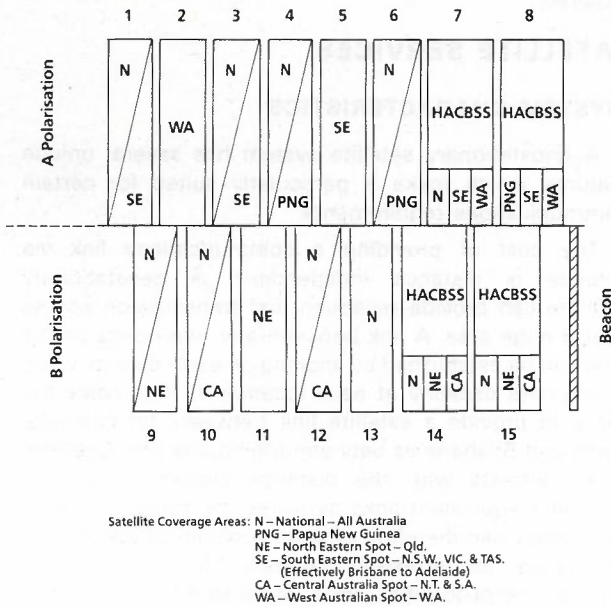 1 2 3 4 5 6 7 8
A Polarisation
N WA N N SE N HACBSS HACBSS
SE SE PNG PNG N SE WA PNG SE WA
B Polarisation
N N NE N N HACBSS HACBSS
NE CA CA N NE CA N NE CA
Beacon
9 10 11 12 13 14 15
Satellite Coverage Areas: N – National – All Australia
PNG – Papua New Guinea
NE – North Eastern Spot – Qld.
SE – South Eastern Spot – N.S.W., VIC. & TAS.
(Effectively Brisbane to Adelaide)
CA – Central Australia Spot – N.T. & S.A.
WA – West Australian Spot – W.A.